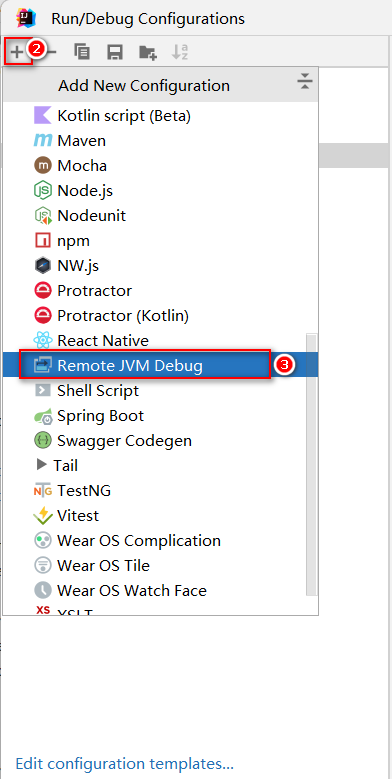 Run/Debug Configurations
2
Add New Configuration
Kotlin script (Beta)
Maven
Mocha
Node.js
Nodeunit
npm
NW.js
Protractor
Protractor (Kotlin)
React Native
Remote JVM Debug 3
Shell Script
Spring Boot
Swagger Codegen
Tail
TestNG
Vitest
Wear OS Complication
Wear OS Tile
Wear OS Watch Face
XSLT
Edit configuration templates...